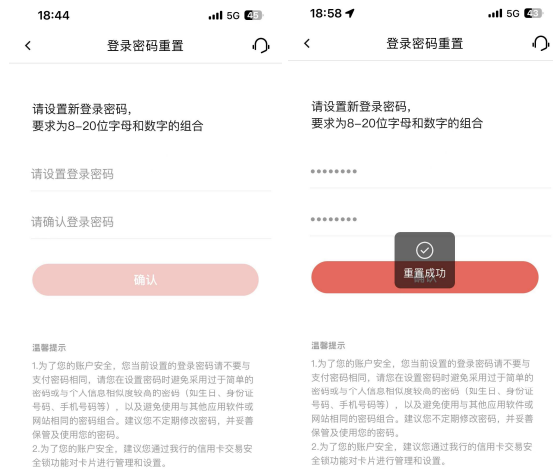 18:44
5G 45
登录密码重置
请设置新登录密码，
要求为8-20位字母和数字的组合
请设置登录密码
请确认登录密码
确认
温馨提示
1.为了您的账户安全，您当前设置的登录密码请不要与
支付密码相同，请您在设置密码时避免采用过于简单的
密码或与个人信息相似度较高的密码（如生日、身份证
号码、手机号码等），以及避免使用与其他应用软件或
网站相同的密码组合。建议您不定期修改密码，并妥善
保管及使用您的密码。
2.为了您的账户安全，建议您通过我行的信用卡交易安
全锁功能对卡片进行管理和设置。
18:58
5G 43
登录密码重置
请设置新登录密码，
要求为8-20位字母和数字的组合
重置成功
确认
温馨提示
1.为了您的账户安全，您当前设置的登录密码请不要与
支付密码相同，请您在设置密码时避免采用过于简单的
密码或与个人信息相似度较高的密码（如生日、身份证
号码、手机号码等），以及避免使用与其他应用软件或
网站相同的密码组合。建议您不定期修改密码，并妥善
保管及使用您的密码。
2.为了您的账户安全，建议您通过我行的信用卡交易安
全锁功能对卡片进行管理和设置。